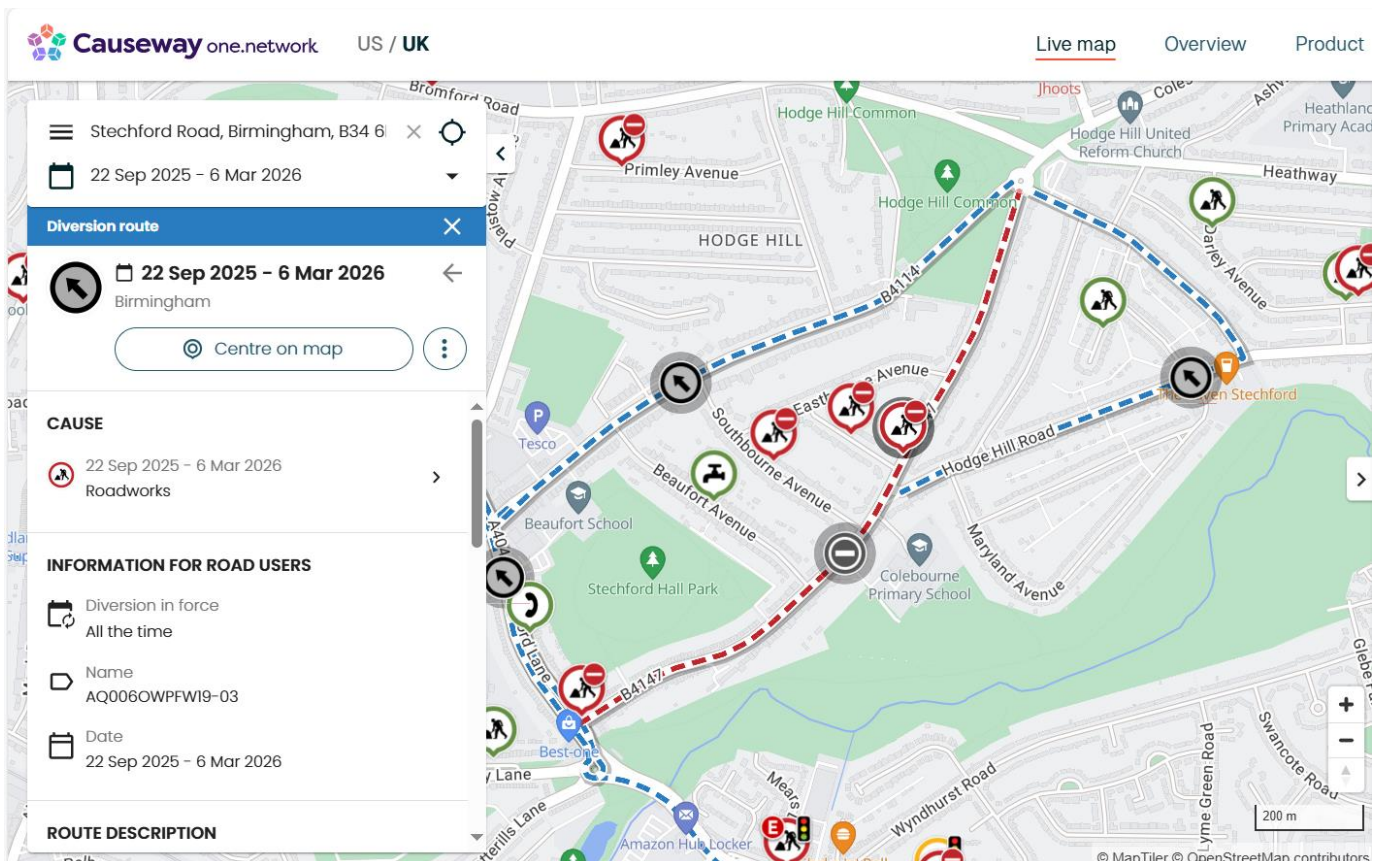 Causeway one.network
US / UK
Live map
Overview
Product
Stechford Road, Birmingham, B34 6
22 Sep 2025 - 6 Mar 2026
Diversion route
22 Sep 2025 - 6 Mar 2026
Birmingham
Centre on map
CAUSE
22 Sep 2025 - 6 Mar 2026
Roadworks
INFORMATION FOR ROAD USERS
Diversion in force
All the time
Name
AQ006OWPFW19-03
Date
22 Sep 2025 - 6 Mar 2026
ROUTE DESCRIPTION
Bromford Road
Hodge Hill Common
Jhoots
Hodge Hill United
Reform Church
Heathland
Primary Acad
Primley Avenue
Hodge Hill Common
Heathway
HODGE HILL
Darley Avenue
B4114
Avenue
P
Tesco
Stechford
Southbourne Avenue
Hodge Hill Road
Beaufort Avenue
Beaufort School
A404
Maryland Avenue
Colebourne
Primary School
Stechford Hall Park
B4147
Best-one
Lane
Mears
Wyndhurst Road
Lyme Green Road
Swancote Road
E
Amazon Hub Locker
200 m
© MapTiler © OpenStreetMap contributors